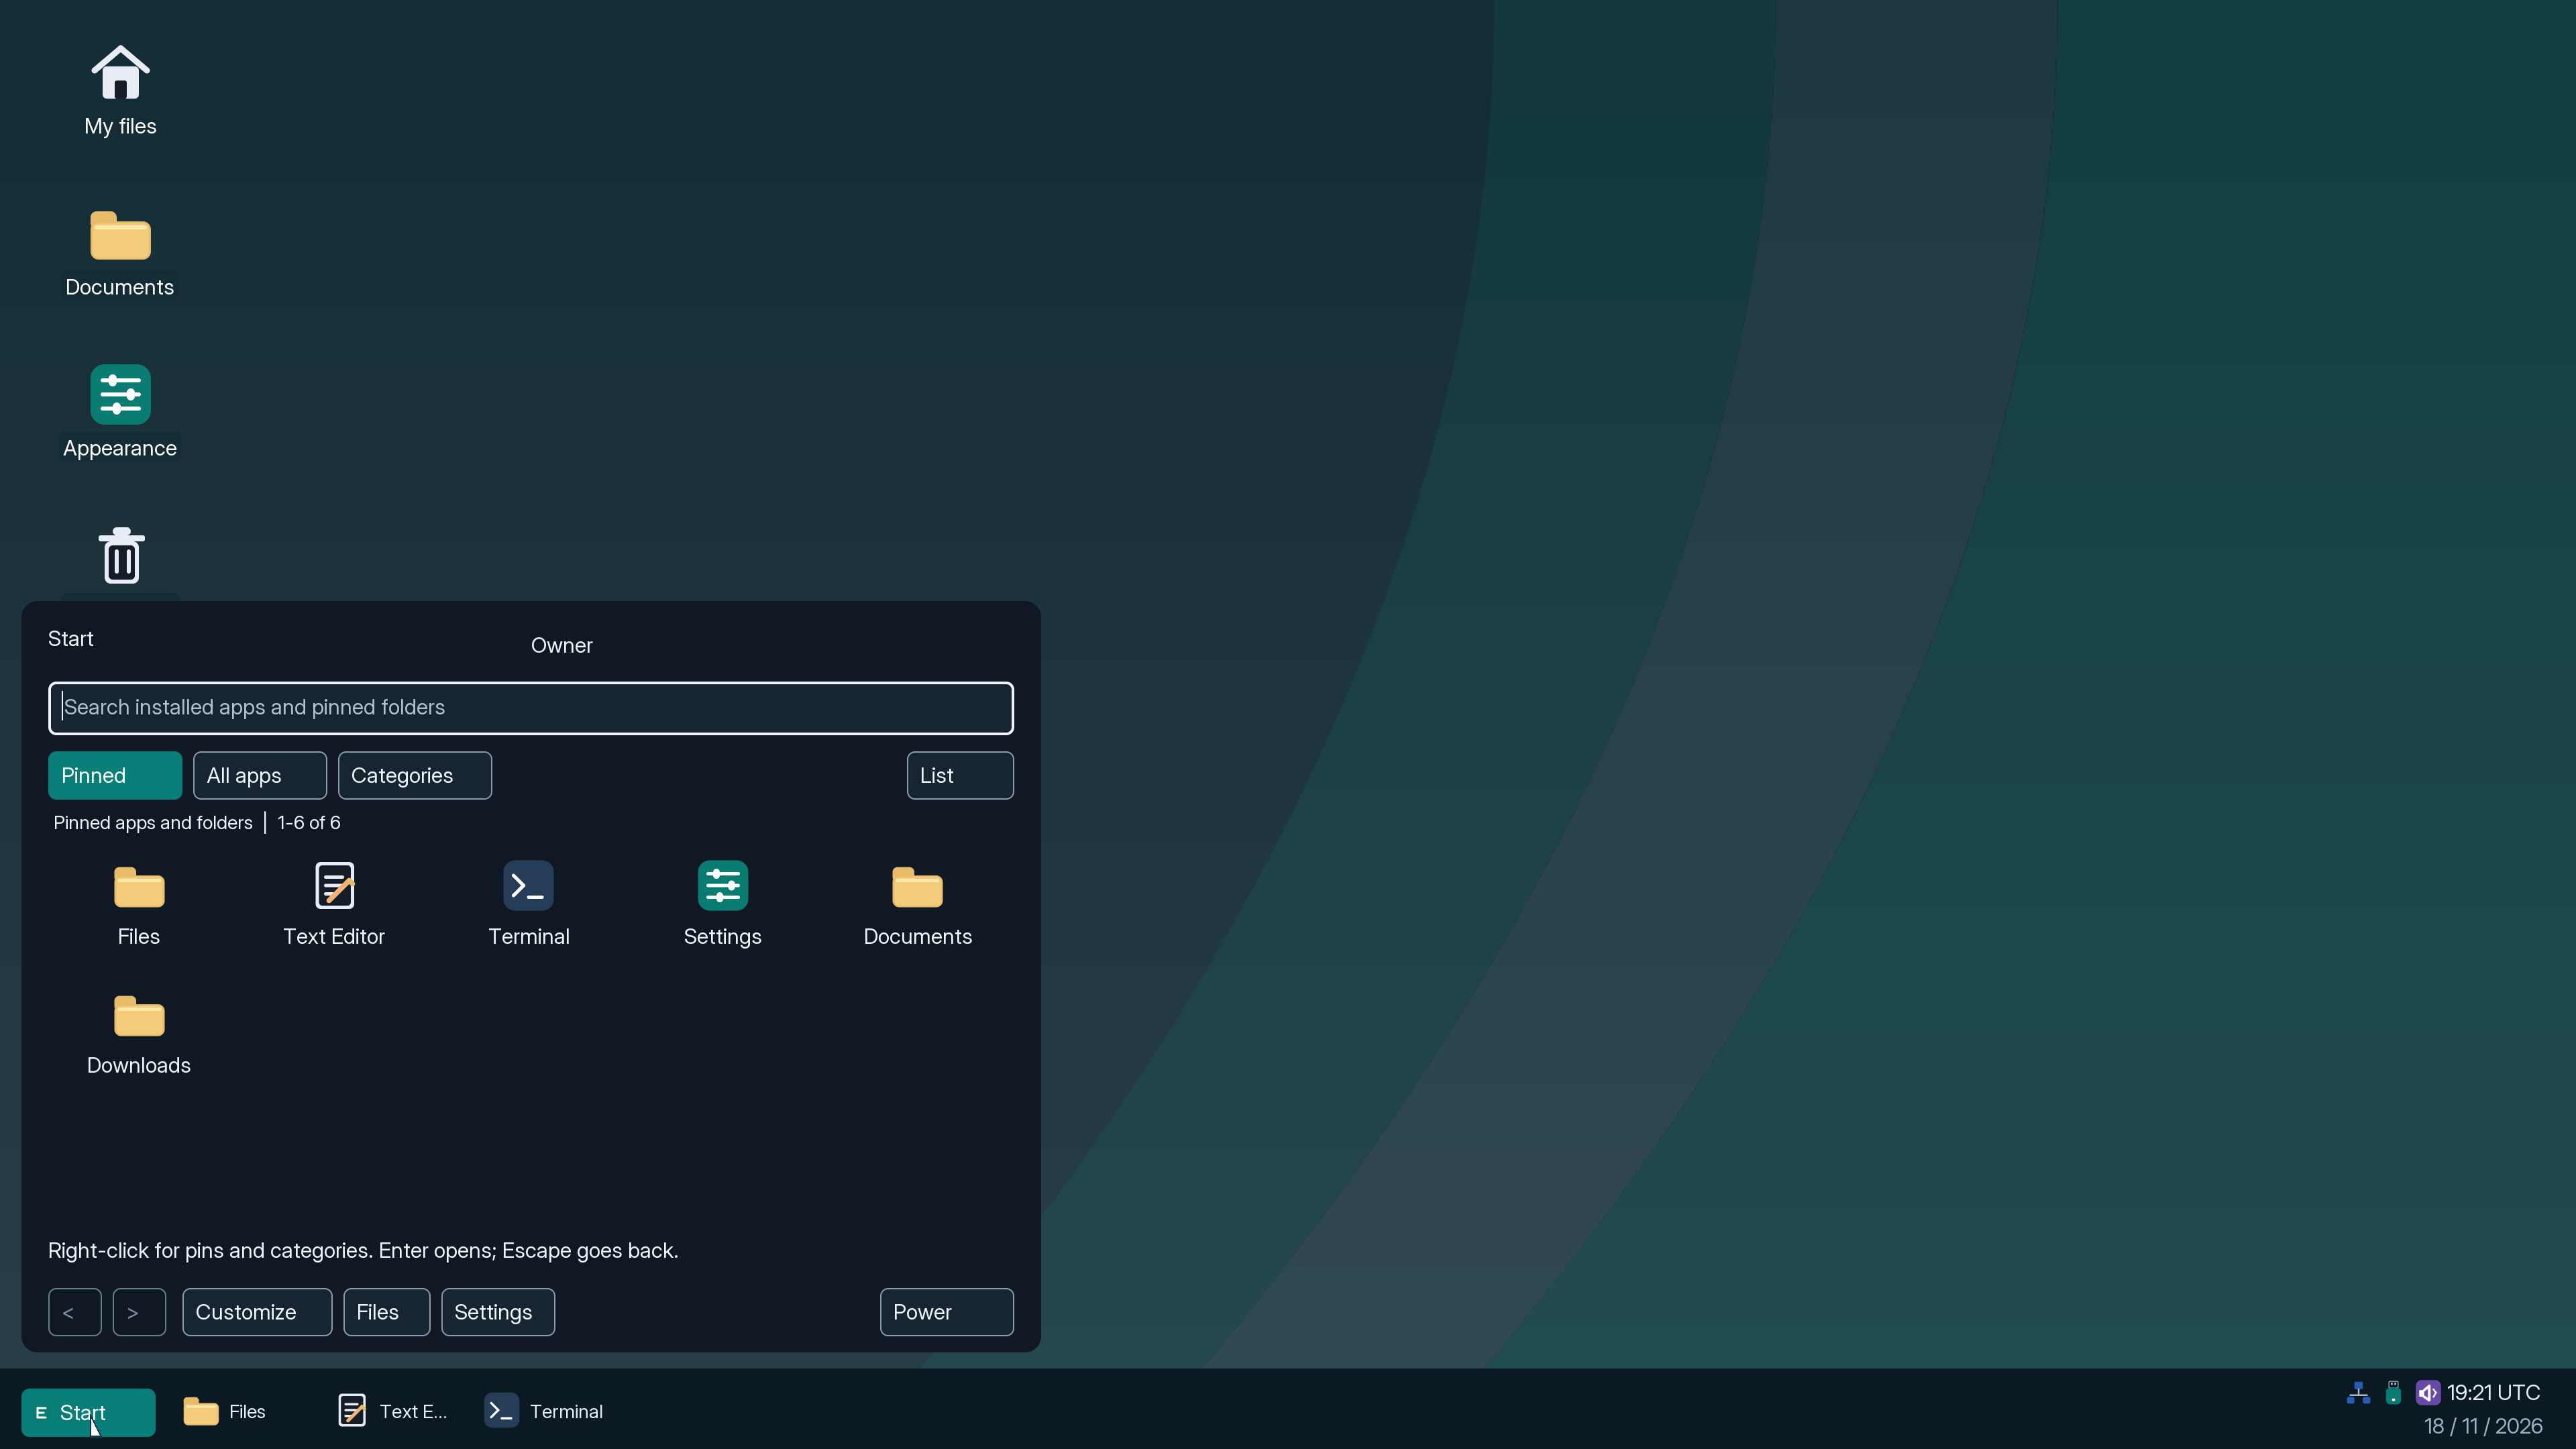 My files
Documents
Appearance
Start
Owner
Search installed apps and pinned folders
Pinned
All apps
Categories
List
Pinned apps and folders | 1-6 of 6
Files
Text Editor
Terminal
Settings
Documents
Downloads
Right-click for pins and categories. Enter opens; Escape goes back.
<
>
Customize
Files
Settings
Power
E Start
Files
Text E...
Terminal
19:21 UTC
18 / 11 / 2026